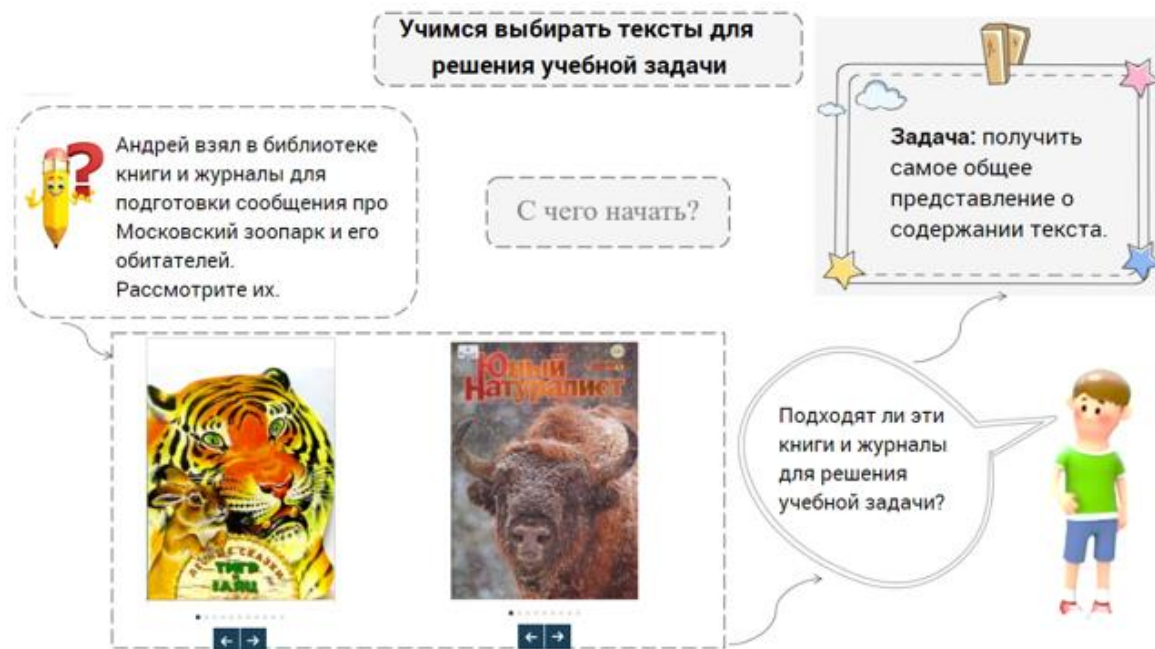 Учимся выбирать тексты для
решения учебной задачи
Андрей взял в библиотеке
книги и журналы для
подготовки сообщения про
Московский зоопарк и его
обитателей.
Рассмотрите их.
С чего начать?
Задача: получить
самое общее
представление о
содержании текста.
Юный
Натуралист
ТИГР
ЗАЯЦ
Подходят ли эти
книги и журналы
для решения
учебной задачи?